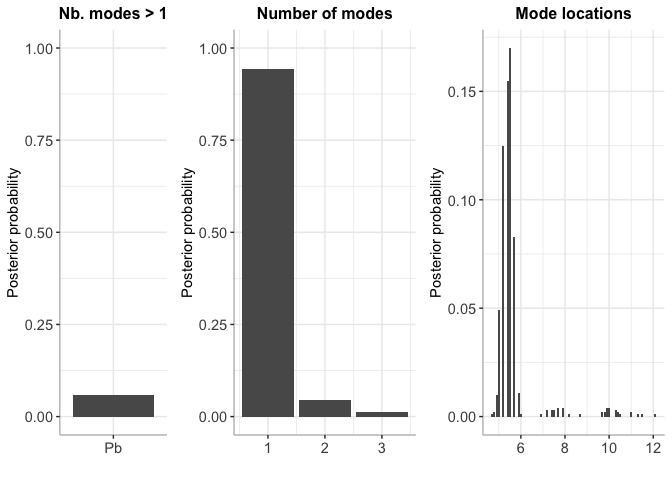 Nb. modes > 1
Posterior probability
1.00
0.75
0.50
0.25
0.00
Pb
Number of modes
Posterior probability
1.00
0.75
0.50
0.25
0.00
1 2 3
Mode locations
Posterior probability
0.15
0.10
0.05
0.00
6 8 10 12